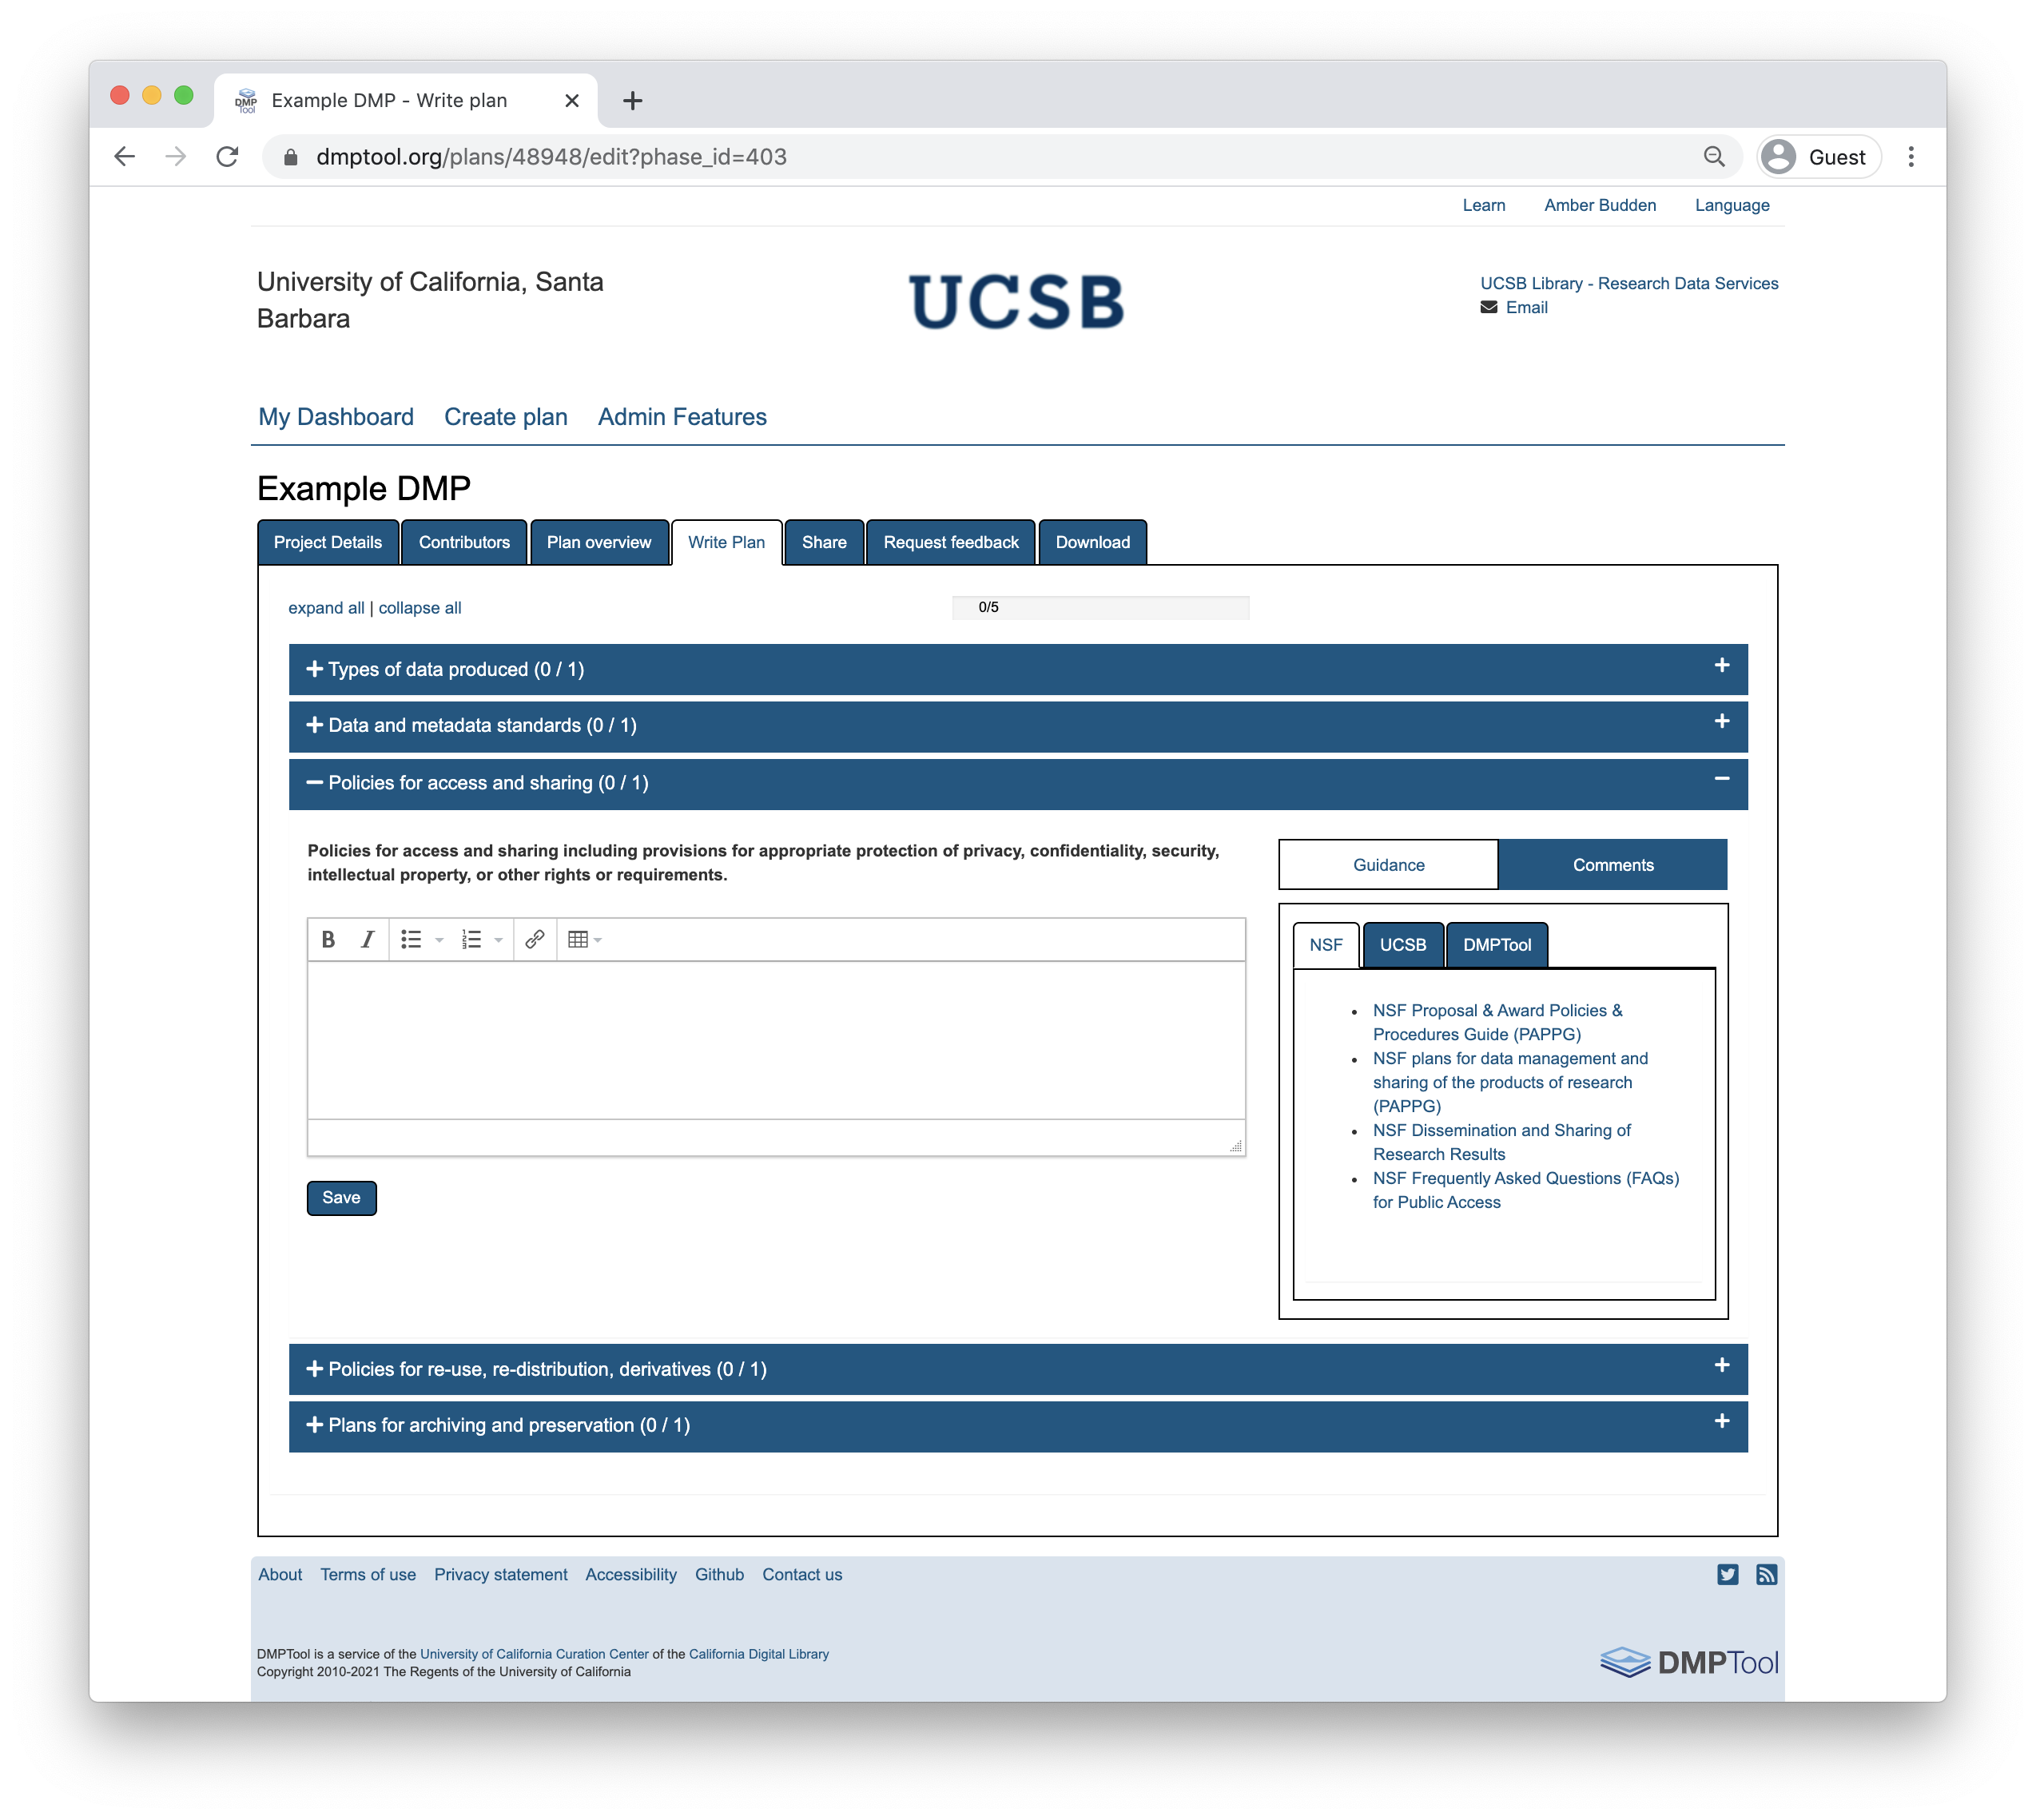 DMP Tool
Example DMP - Write plan
dmptool.org/plans/48948/edit?phase_id=403
Guest
Learn Amber Budden Language
University of California, Santa
Barbara
UCSB
UCSB Library - Research Data Services
Email
My Dashboard Create plan Admin Features
Example DMP
Project Details Contributors Plan overview Write Plan Share Request feedback Download
expand all | collapse all
0/5
Types of data produced (0 / 1)
Data and metadata standards (0 / 1)
Policies for access and sharing (0 / 1)
Policies for access and sharing including provisions for appropriate protection of privacy, confidentiality, security,
intellectual property, or other rights or requirements.
B I
Save
Guidance Comments
NSF UCSB DMPTool
• NSF Proposal & Award Policies &
Procedures Guide (PAPPG)
• NSF plans for data management and
sharing of the products of research
(PAPPG)
• NSF Dissemination and Sharing of
Research Results
• NSF Frequently Asked Questions (FAQs)
for Public Access
Policies for re-use, re-distribution, derivatives (0 / 1)
Plans for archiving and preservation (0 / 1)
About Terms of use Privacy statement Accessibility Github Contact us
DMPTool is a service of the University of California Curation Center of the California Digital Library
Copyright 2010-2021 The Regents of the University of California
DMPTool